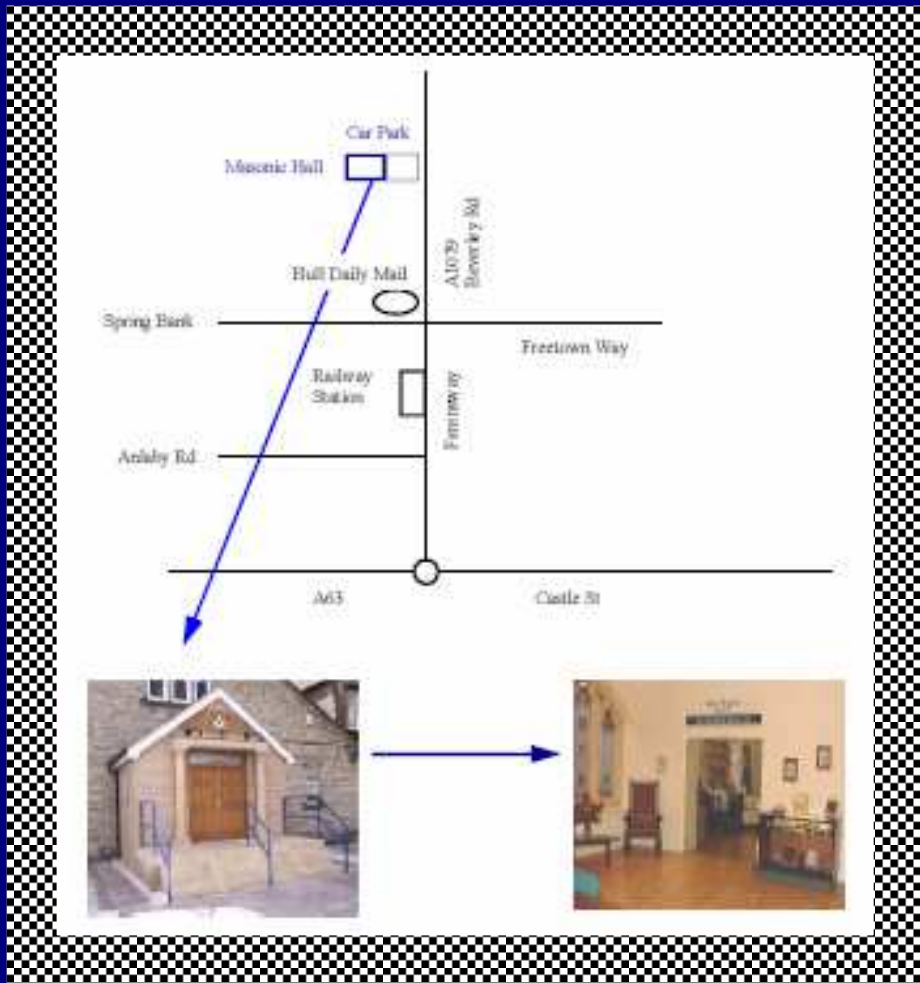 Car Park
Masonic Hall
A1079
Beverley Rd
Hull Daily Mail
Spring Bank
Freetown Way
Railway
Station
Ferensway
Anlaby Rd
A63
Castle St